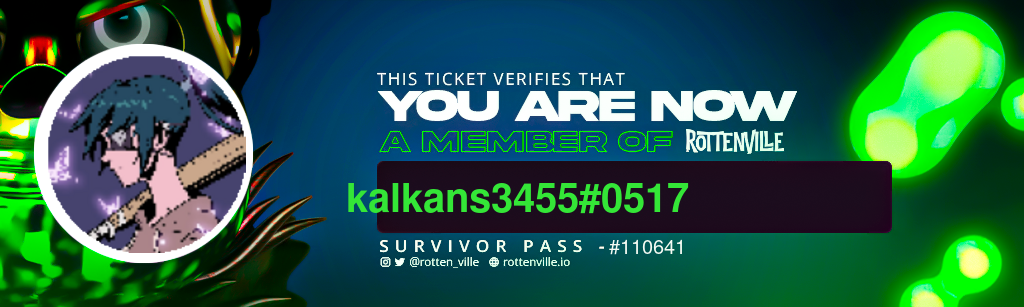 THIS TICKET VERIFIES THAT
YOU ARE NOW
A MEMBER OF ROTTENVILLE
kalkans3455#0517
SURVIVOR PASS - #110641
@rotten_ville rottenville.io